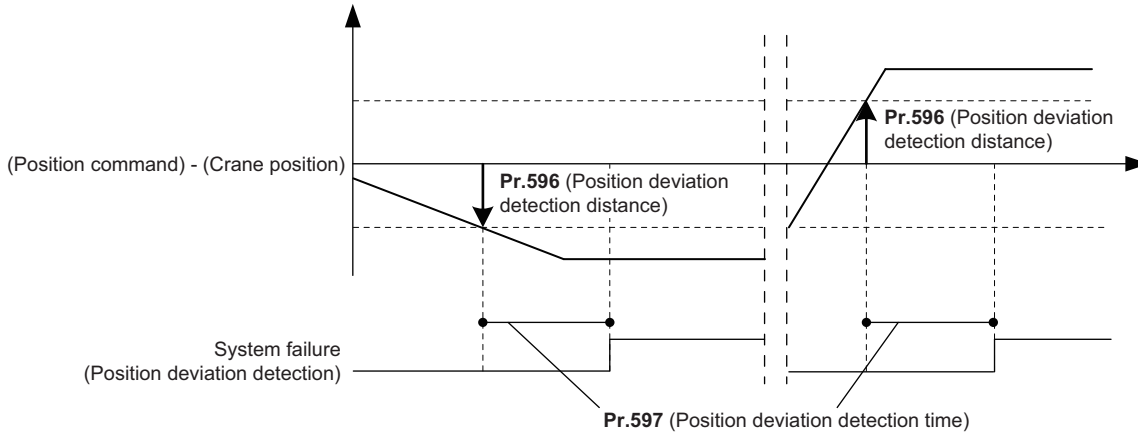 Pr.596 (Position deviation
detection distance)
(Position command) - (Crane position)
Pr.596 (Position deviation
detection distance)
System failure
(Position deviation detection)
Pr.597 (Position deviation detection time)